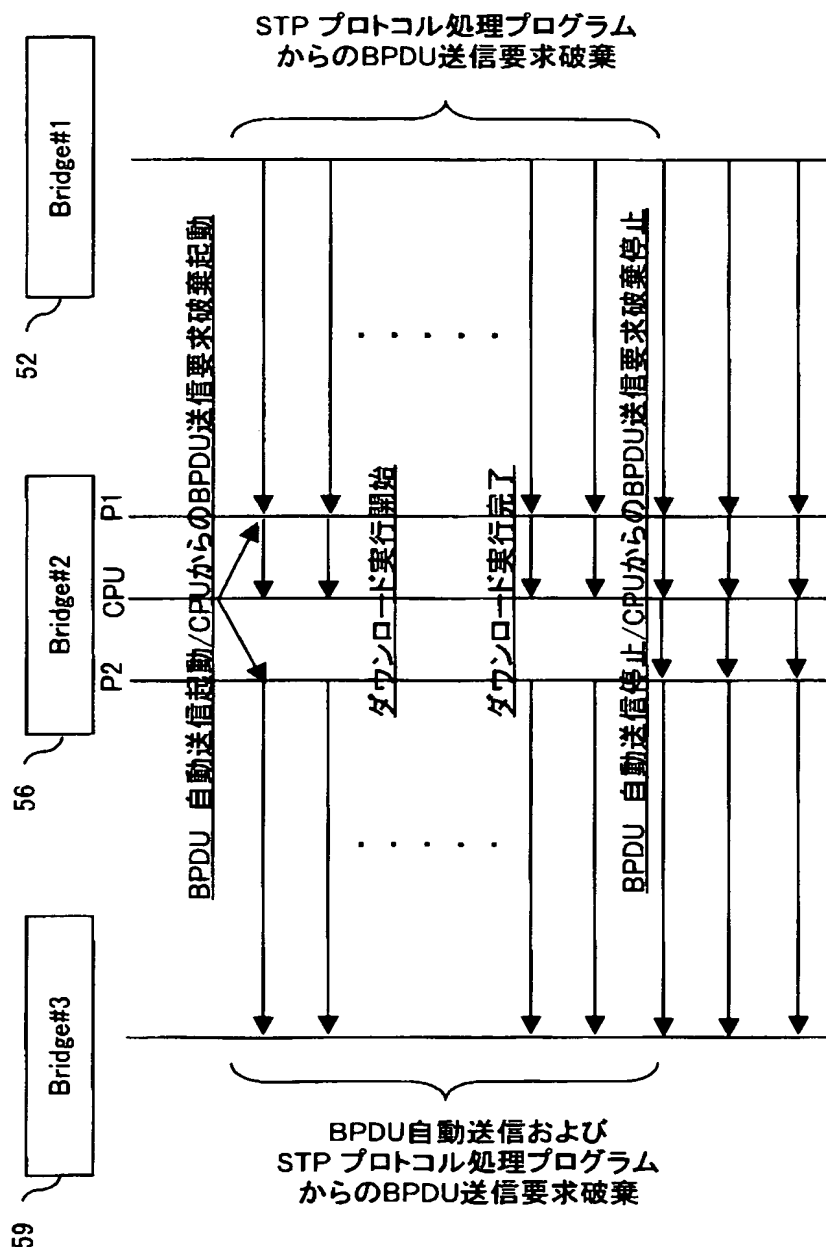 STP プロトコル処理プログラム
からのBPDU送信要求破棄
Bridge#1
52
Bridge#2
56
P1
CPU
P2
Bridge#3
59
BPDU 自動送信起動/CPUからのBPDU送信要求破棄起動
ダウンロード実行開始
ダウンロード実行完了
BPDU 自動送信停止/CPUからのBPDU送信要求破棄停止
BPDU自動送信および
STP プロトコル処理プログラム
からのBPDU送信要求破棄